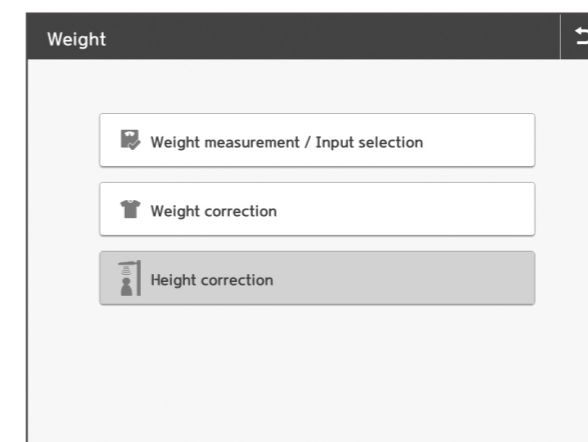 Weight
Weight measurement / Input selection
Weight correction
Height correction